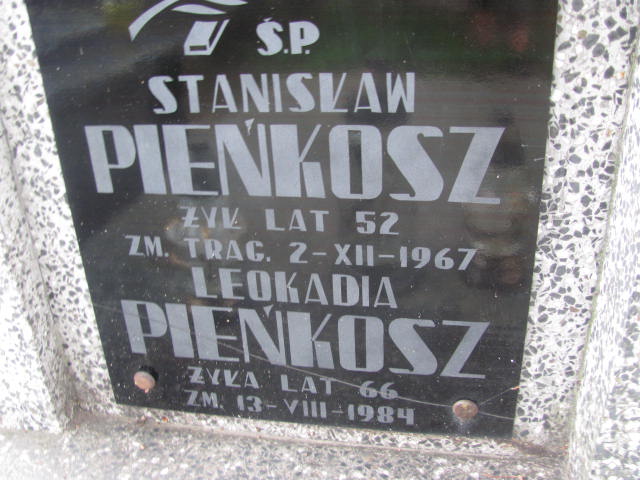 Ś.P.
STANISŁAW
PIEŃKOSZ
ŻYŁ LAT 52
ZM. TRAG. 2-XII-1967
LEOKADIA
PIEŃKOSZ
ŻYŁA LAT 66
ZM. 13-VIII-1984